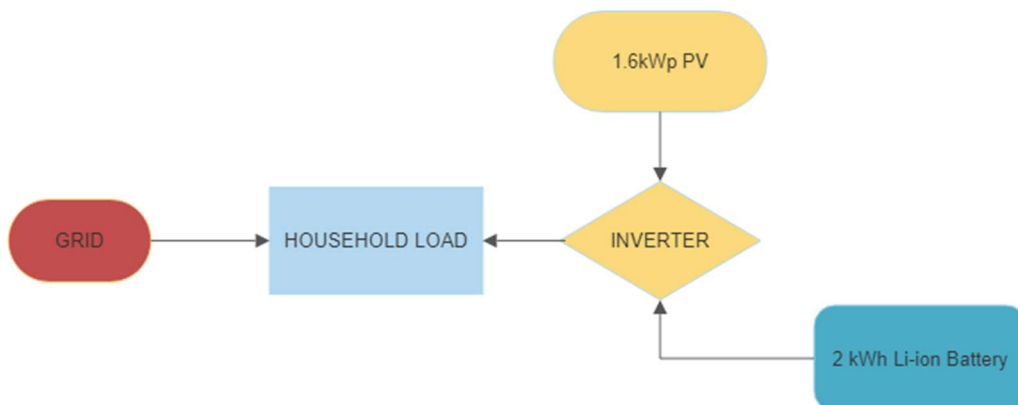 1.6kWp PV
GRID
HOUSEHOLD LOAD
INVERTER
2 kWh Li-ion Battery